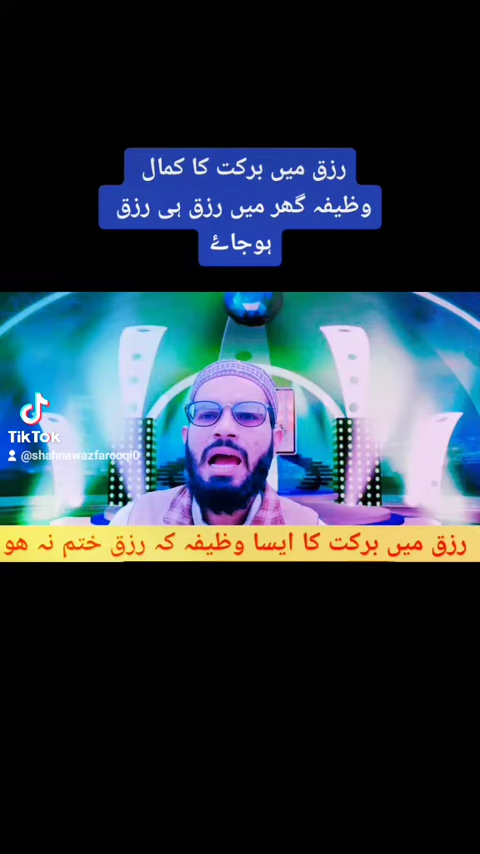 رزق میں برکت کا کمال
وظیفہ گھر میں رزق ہی رزق
ہوجائے
TikTok
@shahnawazfarooqi0
رزق میں برکت کا ایسا وظیفہ کہ رزق ختم نہ ھو